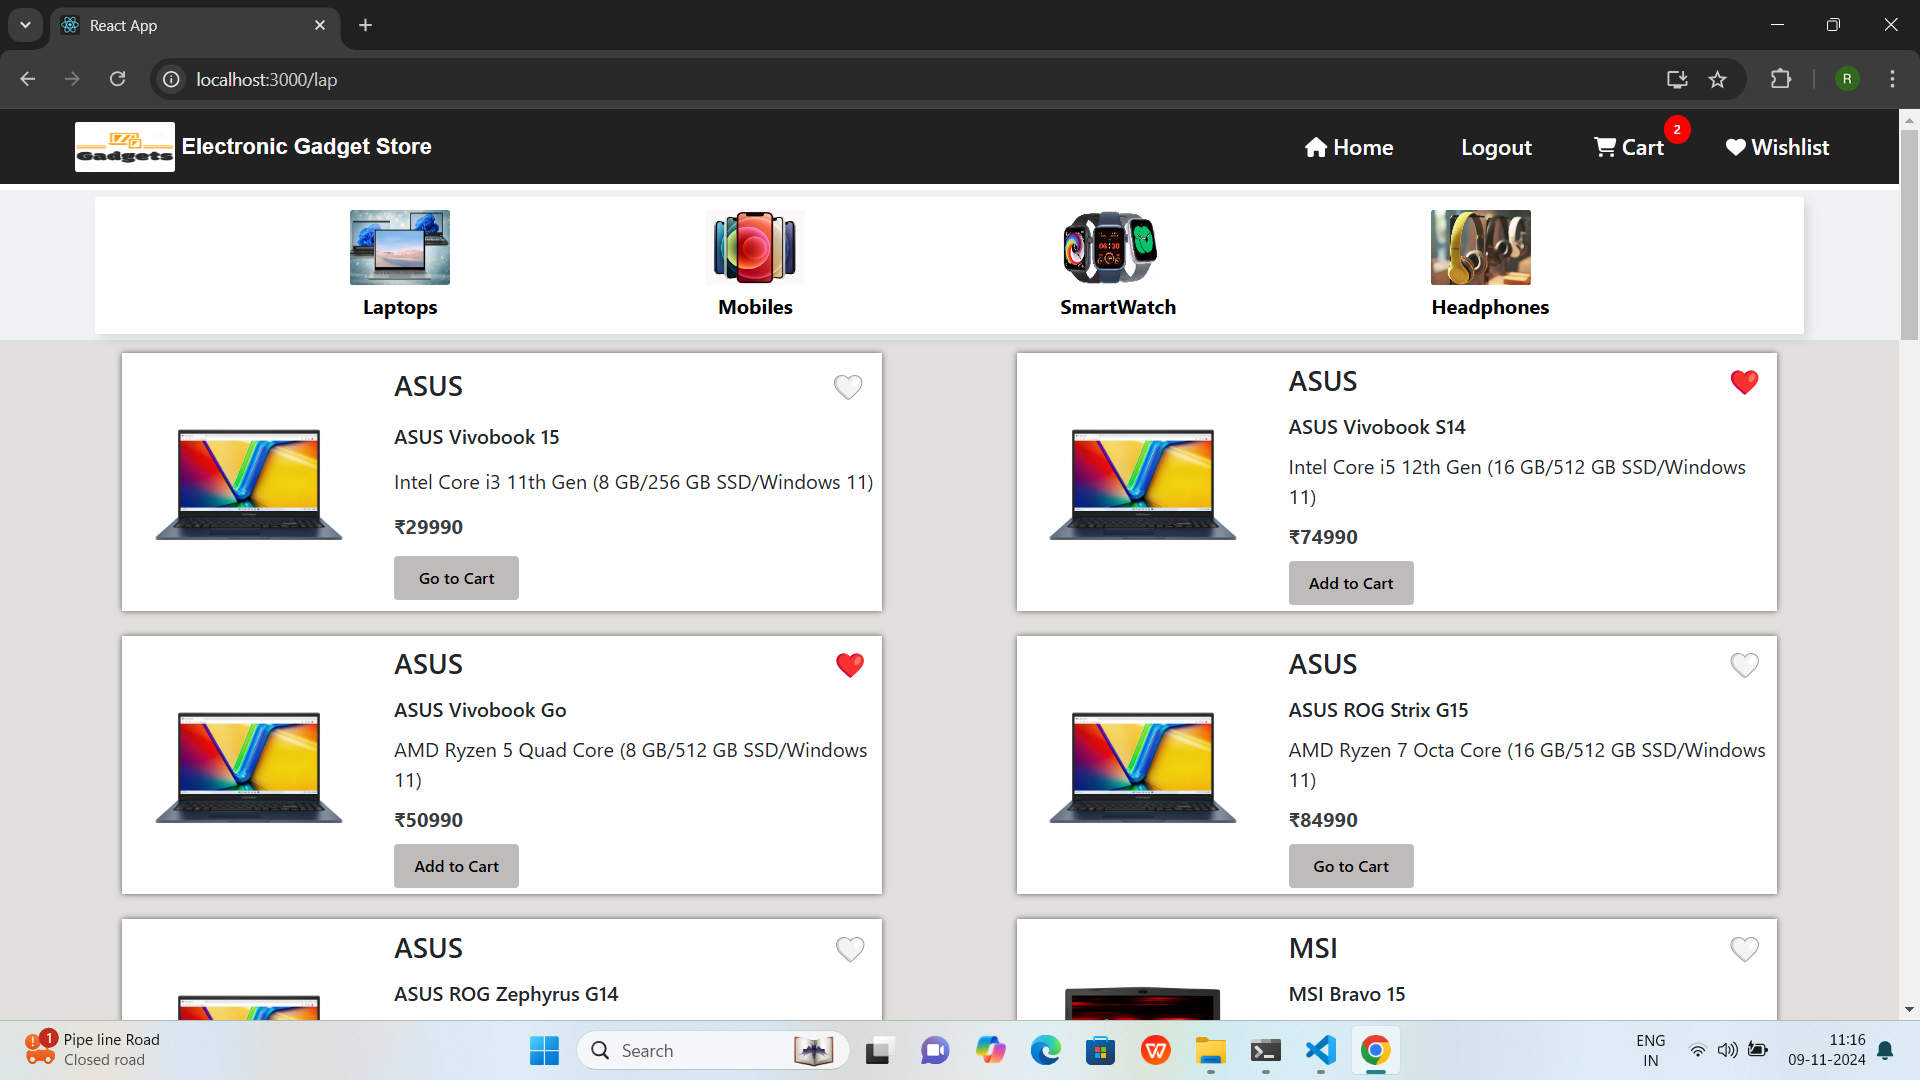 React App
localhost:3000/lap
Gadgets
Electronic Gadget Store
Home
Logout
Cart
2
Wishlist
Laptops
Mobiles
SmartWatch
Headphones
ASUS
ASUS Vivobook 15
Intel Core i3 11th Gen (8 GB/256 GB SSD/Windows 11)
₹29990
Go to Cart
ASUS
ASUS Vivobook S14
Intel Core i5 12th Gen (16 GB/512 GB SSD/Windows
11)
₹74990
Add to Cart
ASUS
ASUS Vivobook Go
AMD Ryzen 5 Quad Core (8 GB/512 GB SSD/Windows
11)
₹50990
Add to Cart
ASUS
ASUS ROG Strix G15
AMD Ryzen 7 Octa Core (16 GB/512 GB SSD/Windows
11)
₹84990
Go to Cart
ASUS
ASUS ROG Zephyrus G14
MSI
MSI Bravo 15
1
Pipe line Road
Closed road
Search
ENG
IN
11:16
09-11-2024
R